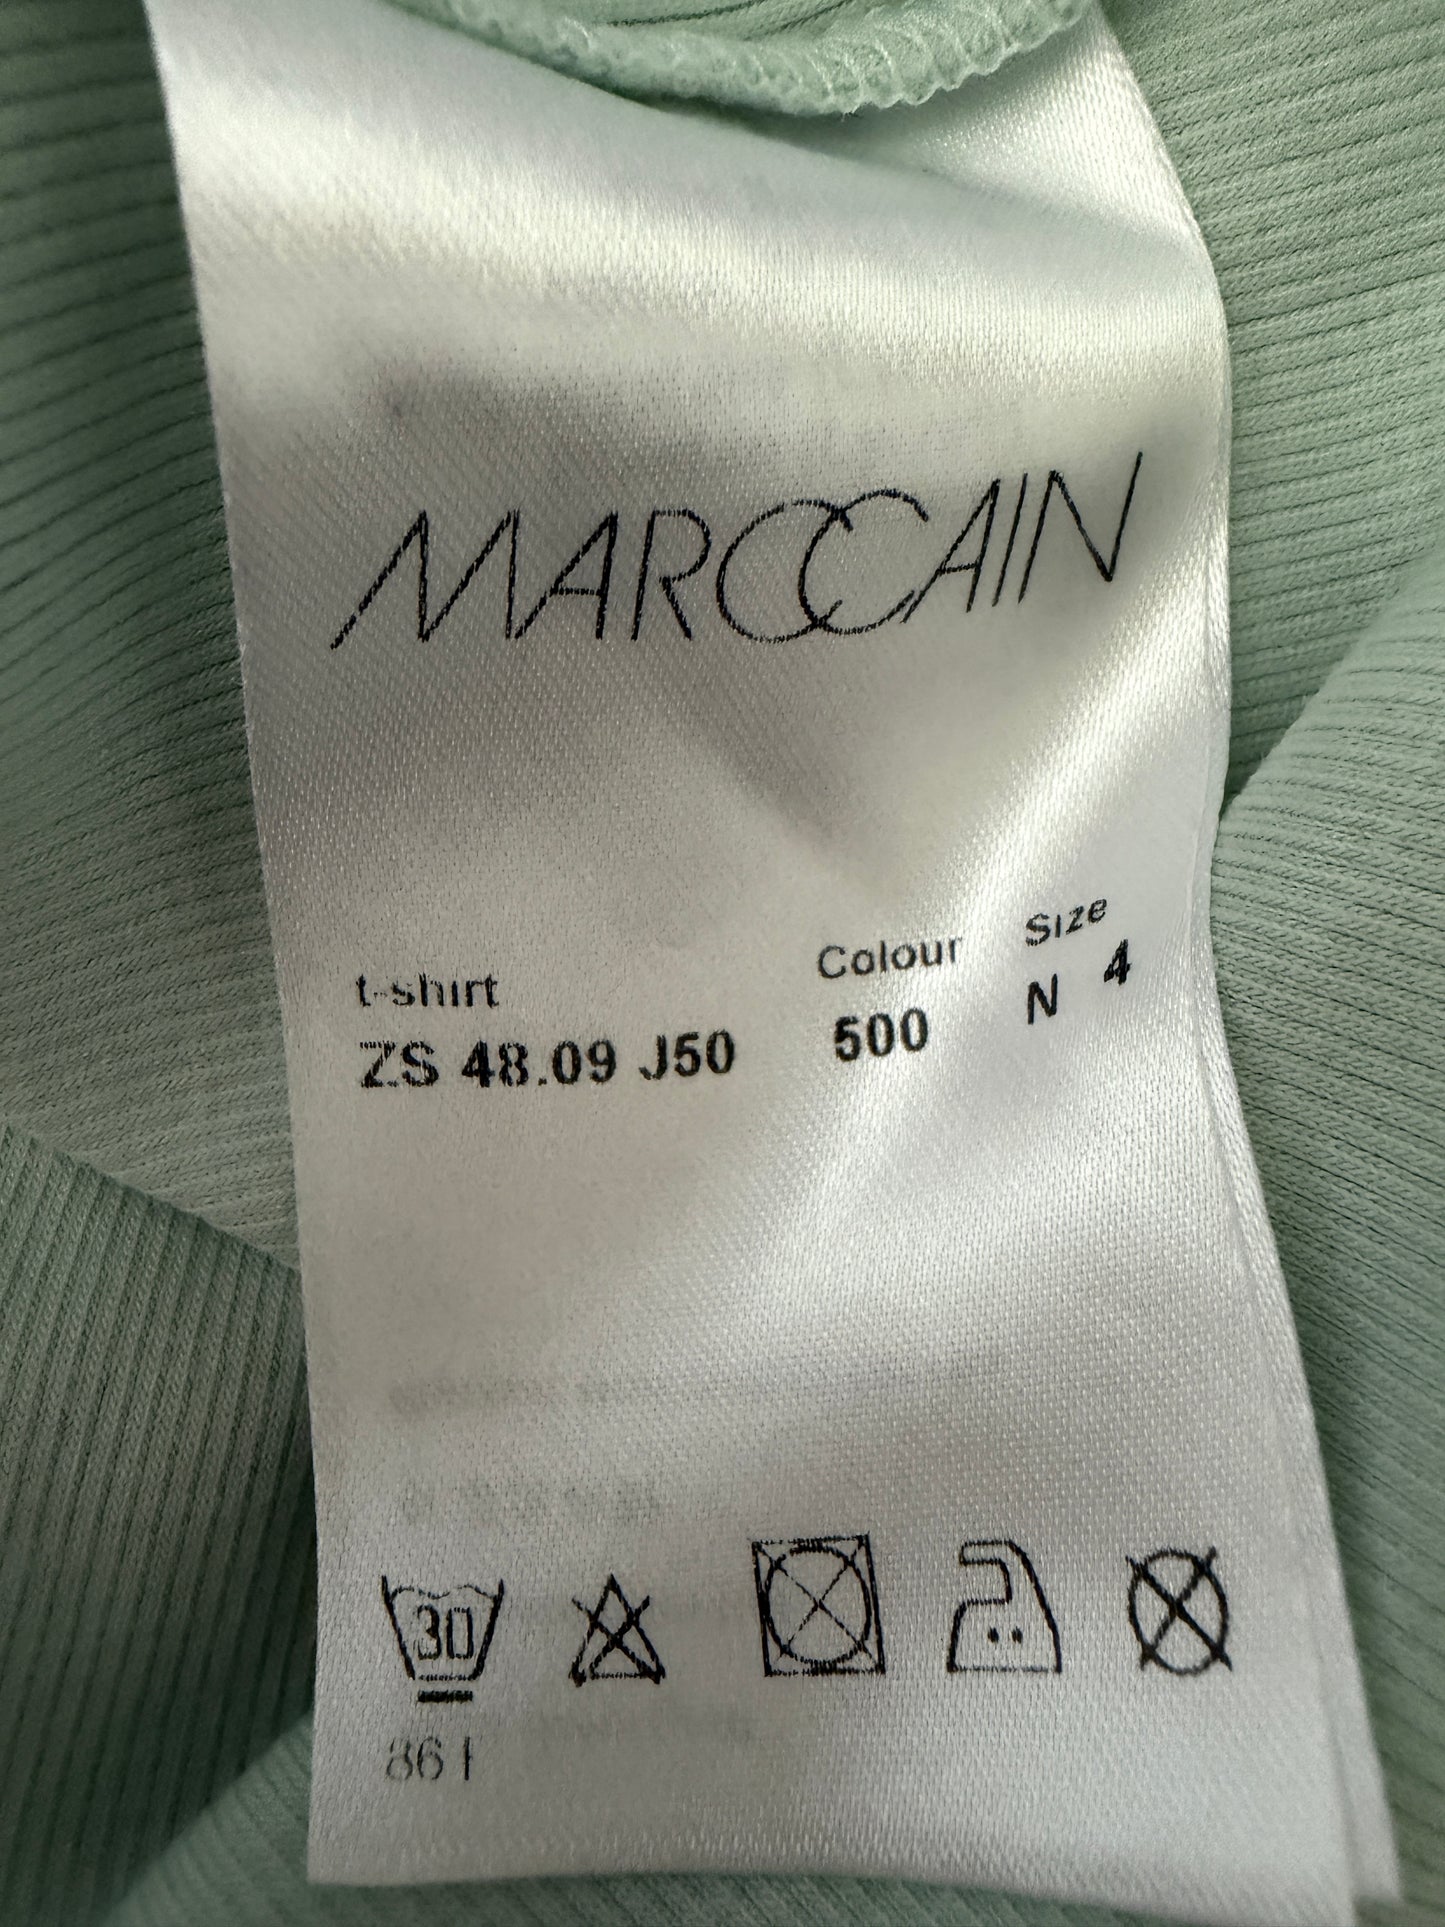 MARCCAIN
t-shirt Colour Size
ZS 48.09 J50 500 N 4
30
861